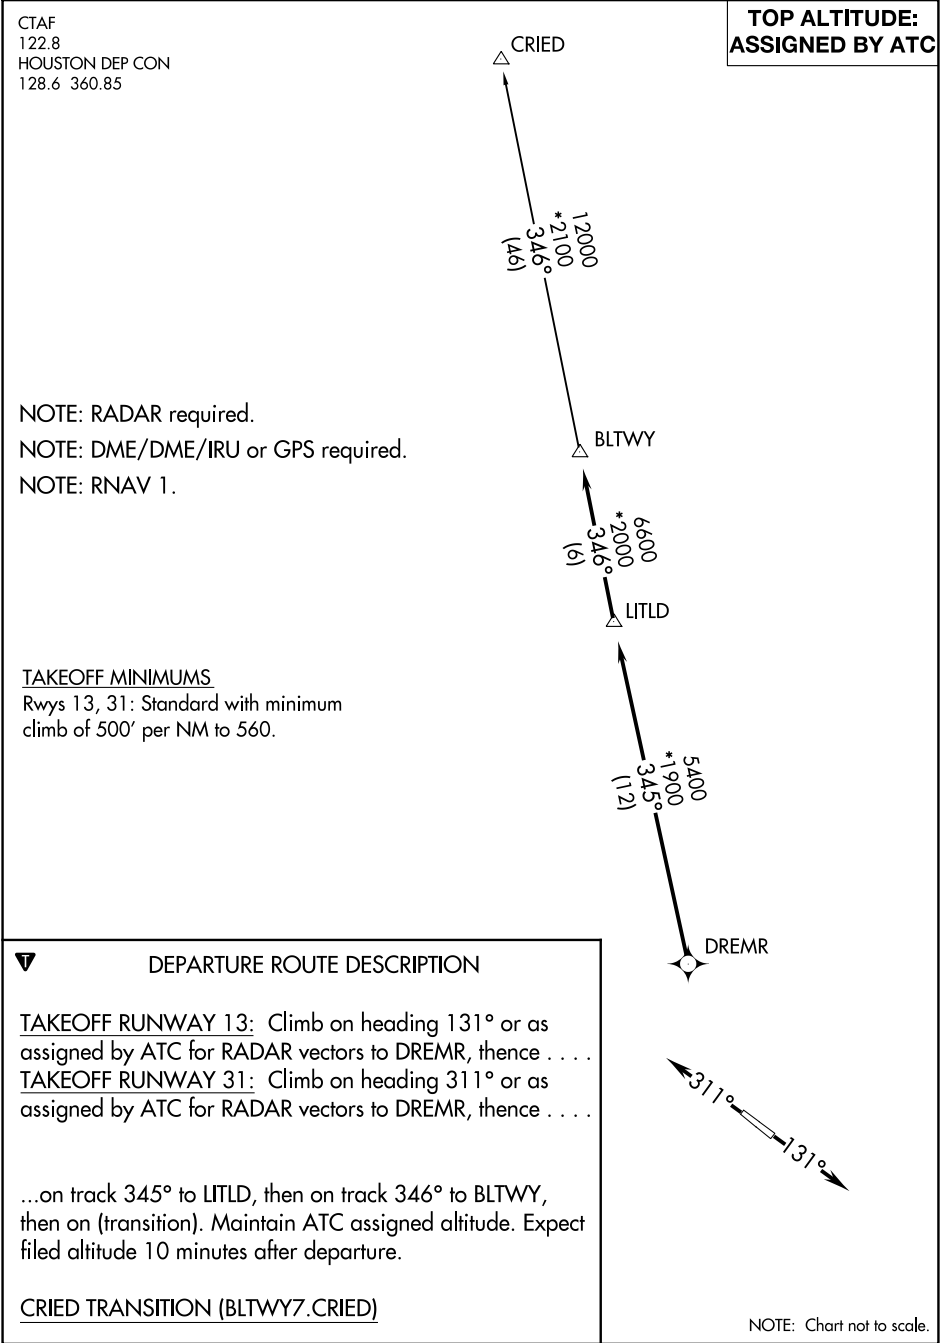 CTAF
122.8
HOUSTON DEP CON
128.6 360.85
TOP ALTITUDE:
ASSIGNED BY ATC
CRIED
12000
*2100
346°
(46)
NOTE: RADAR required.
NOTE: DME/DME/IRU or GPS required.
NOTE: RNAV 1.
BLTWY
6600
*2000
346°
(6)
LITLD
TAKEOFF MINIMUMS
Rwys 13, 31: Standard with minimum
climb of 500' per NM to 560.
5400
*1900
345°
(12)
DREMR
T
DEPARTURE ROUTE DESCRIPTION
TAKEOFF RUNWAY 13: Climb on heading 131° or as
assigned by ATC for RADAR vectors to DREMR, thence . . . .
TAKEOFF RUNWAY 31: Climb on heading 311° or as
assigned by ATC for RADAR vectors to DREMR, thence . . . .
...on track 345° to LITLD, then on track 346° to BLTWY,
then on (transition). Maintain ATC assigned altitude. Expect
filed altitude 10 minutes after departure.
CRIED TRANSITION (BLTWY7.CRIED)
311°
131°
NOTE: Chart not to scale.